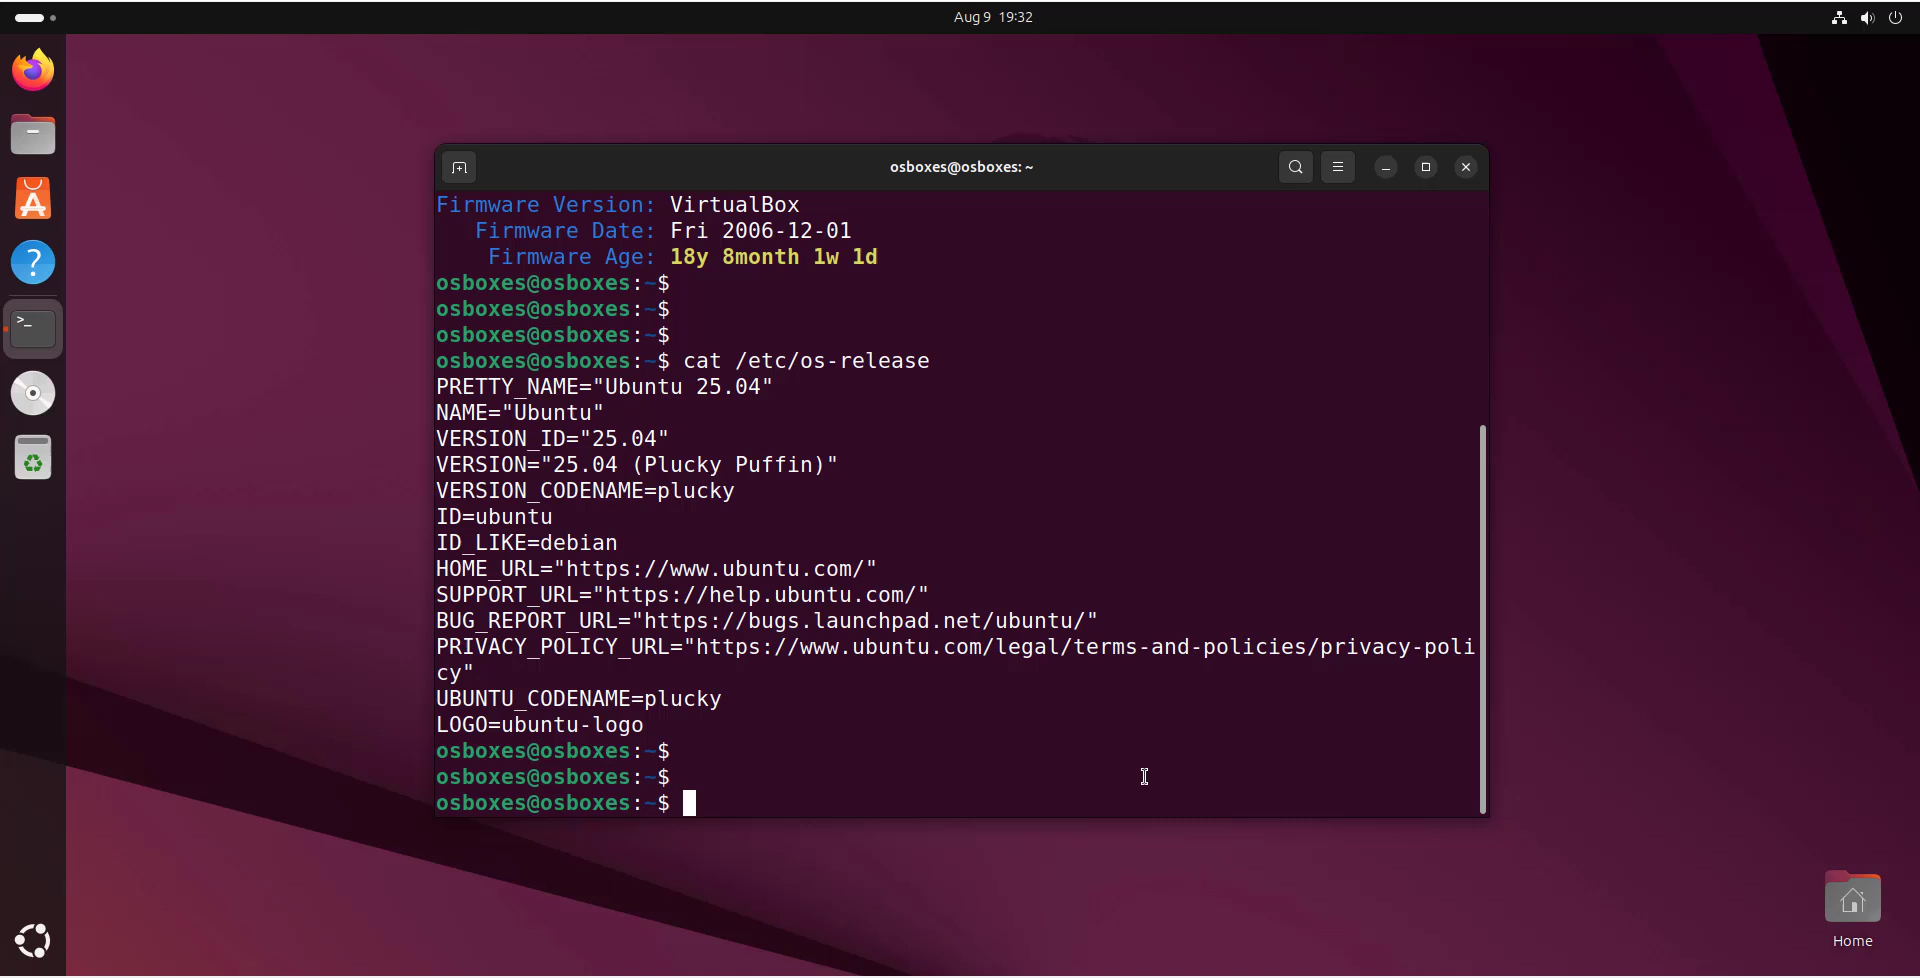 Aug 9 19:32
osboxes@osboxes: ~
Firmware Version: VirtualBox
Firmware Date: Fri 2006-12-01
Firmware Age: 18y 8month 1w 1d
osboxes@osboxes:~$
osboxes@osboxes:~$
osboxes@osboxes:~$
osboxes@osboxes:~$ cat /etc/os-release
PRETTY_NAME="Ubuntu 25.04"
NAME="Ubuntu"
VERSION_ID="25.04"
VERSION="25.04 (Plucky Puffin)"
VERSION_CODENAME=plucky
ID=ubuntu
ID_LIKE=debian
HOME_URL="https://www.ubuntu.com/"
SUPPORT_URL="https://help.ubuntu.com/"
BUG_REPORT_URL="https://bugs.launchpad.net/ubuntu/"
PRIVACY_POLICY_URL="https://www.ubuntu.com/legal/terms-and-policies/privacy-poli
cy"
UBUNTU_CODENAME=plucky
LOGO=ubuntu-logo
osboxes@osboxes:~$
osboxes@osboxes:~$
osboxes@osboxes:~$
Home